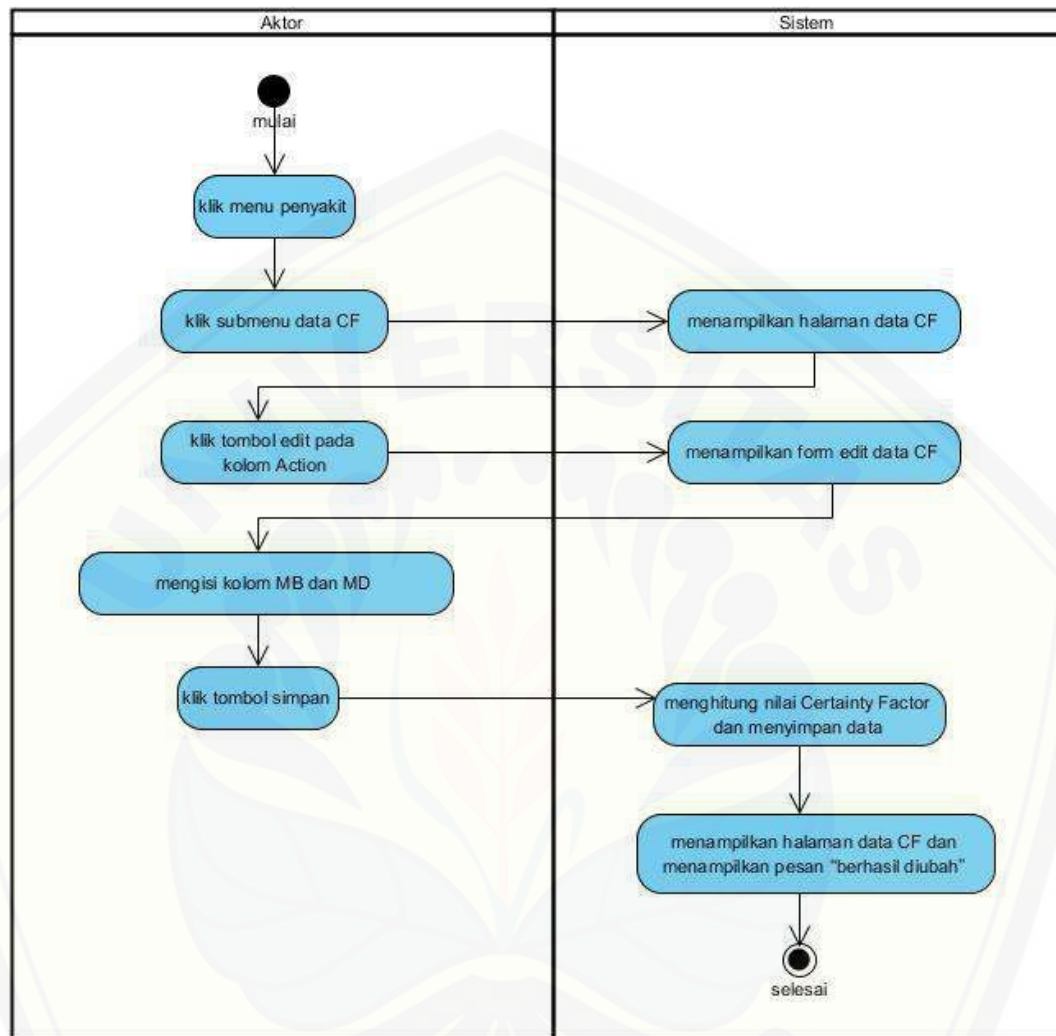 Aktor
Sistem
mulai
klik menu penyakit
klik submenu data CF
menampilkan halaman data CF
klik tombol edit pada
kolom Action
menampilkan form edit data CF
mengisi kolom MB dan MD
klik tombol simpan
menghitung nilai Certainty Factor
dan menyimpan data
menampilkan halaman data CF dan
menampilkan pesan "berhasil diubah"
selesai
UNIVERSITAS